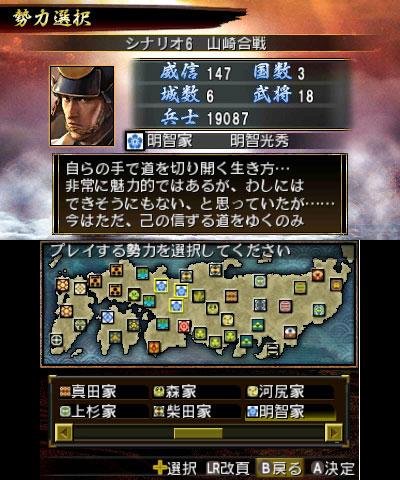 勢力選択
シナリオ6 山崎合戦
威信 147 国数 3
城数 6 武将 18
兵士 19087
明智家 明智光秀
自らの手で道を切り開く生き方…
非常に魅力的ではあるが、わしには
できそうにもない、と思っていたが……
今はただ、己の信ずる道をゆくのみ
プレイする勢力を選択してください
真田家 森家 河尻家
上杉家 柴田家 明智家
選択 LR改頁 B戻る A決定